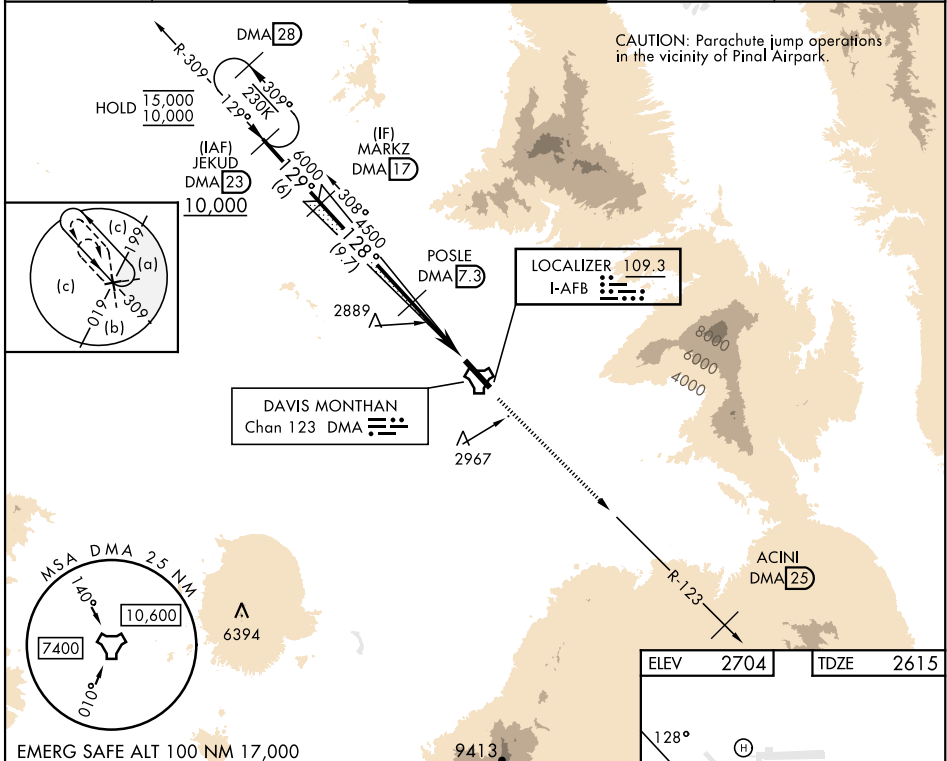 DMA 28
CAUTION: Parachute jump operations
in the vicinity of Pinal Airpark.
R-309
309°
230K
129°
HOLD 15,000
10,000
(IAF)
JEKUD
DMA 23
10,000
(IF)
MARKZ
DMA 17
6000
129°
(6)
308°
4500
128°
(9.7)
POSLE
DMA 7.3
LOCALIZER 109.3
I-AFB
(c)
199
(a)
(c)
019
(b)
309
2889
8000
6000
4000
DAVIS MONTHAN
Chan 123 DMA
2967
ACINI
DMA 25
R-123
MSA DMA 25 NM
140°
10,600
7400
010°
6394
ELEV 2704
TDZE 2615
128°
H
EMERG SAFE ALT 100 NM 17,000
9413